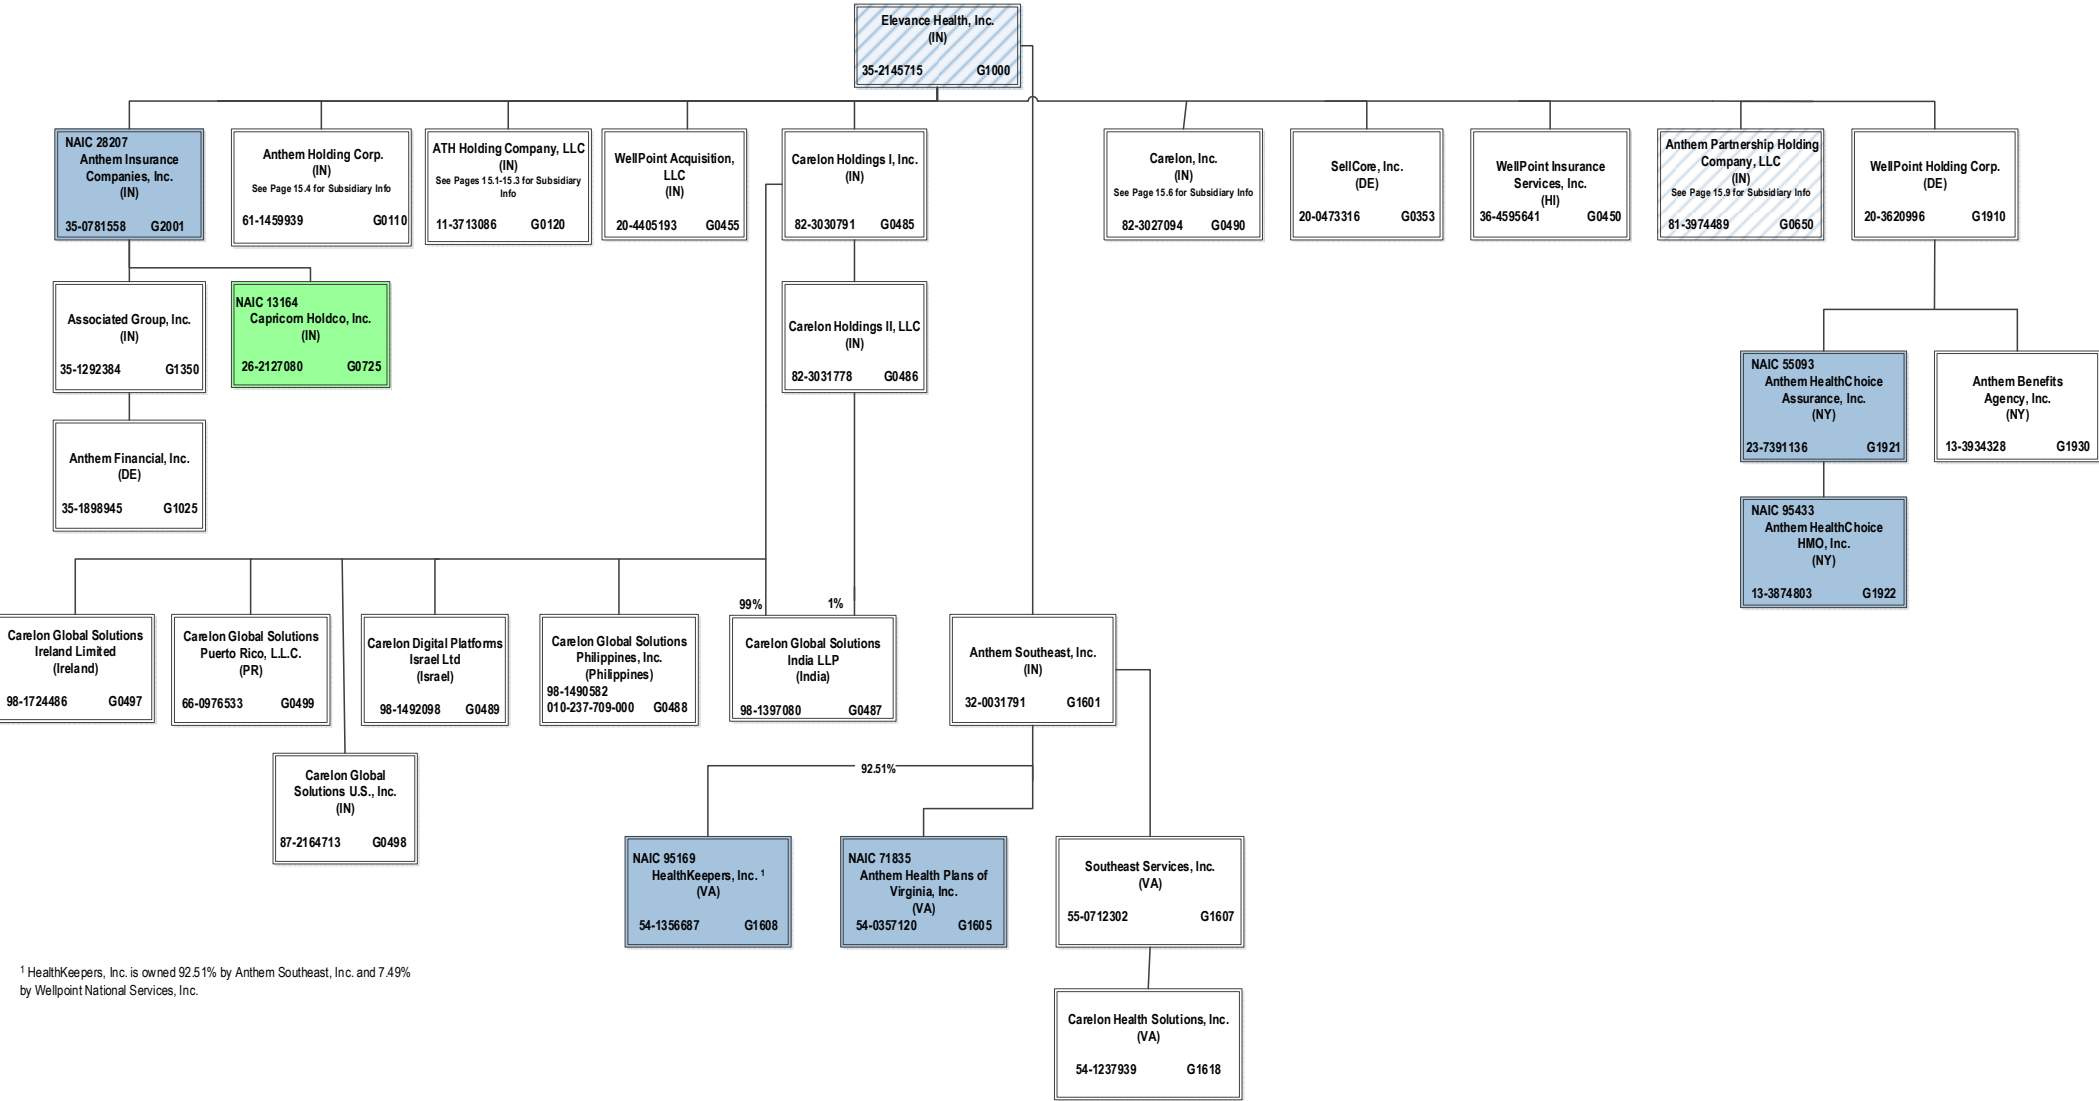 Elevance Health, Inc.
(IN)
35-2145715 G1000
NAIC 28207
Anthem Insurance
Companies, Inc.
(IN)
35-0781558 G2001
Anthem Holding Corp.
(IN)
See Page 15.4 for Subsidiary Info
61-1459939 G0110
ATH Holding Company, LLC
(IN)
See Pages 15.1-15.3 for Subsidiary
Info
11-3713086 G0120
WellPoint Acquisition,
LLC
(IN)
20-4405193 G0455
Carelon Holdings I, Inc.
(IN)
82-3030791 G0485
Carelon, Inc.
(IN)
See Page 15.6 for Subsidiary Info
82-3027094 G0490
SellCore, Inc.
(DE)
20-0473316 G0353
WellPoint Insurance
Services, Inc.
(HI)
36-4595641 G0450
Anthem Partnership Holding
Company, LLC
(IN)
See Page 15.9 for Subsidiary Info
81-3974489 G0650
WellPoint Holding Corp.
(DE)
20-3620996 G1910
Associated Group, Inc.
(IN)
35-1292384 G1350
NAIC 13164
Capricorn Holdco, Inc.
(IN)
26-2127080 G0725
Carelon Holdings II, LLC
(IN)
82-3031778 G0486
NAIC 55093
Anthem HealthChoice
Assurance, Inc.
(NY)
23-7391136 G1921
Anthem Benefits
Agency, Inc.
(NY)
13-3934328 G1930
Anthem Financial, Inc.
(DE)
35-1898945 G1025
NAIC 95433
Anthem HealthChoice
HMO, Inc.
(NY)
13-3874803 G1922
99% 1%
Carelon Global Solutions
Ireland Limited
(Ireland)
98-1724486 G0497
Carelon Global Solutions
Puerto Rico, L.L.C.
(PR)
66-0976533 G0499
Carelon Digital Platforms
Israel Ltd
(Israel)
98-1492098 G0489
Carelon Global Solutions
Philippines, Inc.
(Philippines)
98-1490582
010-237-709-000 G0488
Carelon Global Solutions
India LLP
(India)
98-1397080 G0487
Anthem Southeast, Inc.
(IN)
32-0031791 G1601
Carelon Global
Solutions U.S., Inc.
(IN)
87-2164713 G0498
92.51%
NAIC 95169
HealthKeepers, Inc. 1
(VA)
54-1356687 G1608
NAIC 71835
Anthem Health Plans of
Virginia, Inc.
(VA)
54-0357120 G1605
Southeast Services, Inc.
(VA)
55-0712302 G1607
1 HealthKeepers, Inc. is owned 92.51% by Anthem Southeast, Inc. and 7.49%
by Wellpoint National Services, Inc.
Carelon Health Solutions, Inc.
(VA)
54-1237939 G1618